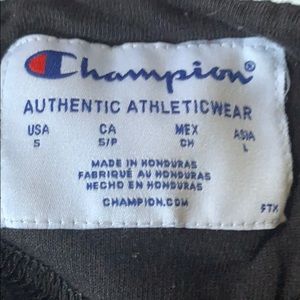 Champion®
AUTHENTIC ATHLETICWEAR
USA CA MEX ASIA
S S/P CH L
MADE IN HONDURAS
FABRIQUÉ AU HONDURAS
HECHO EN HONDURAS
CHAMPION.COM